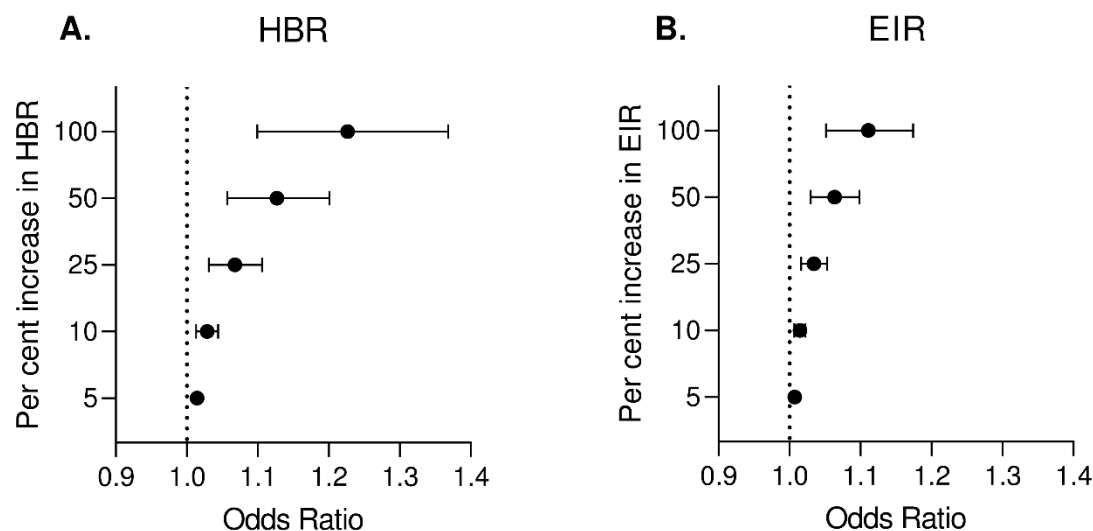 A. HBR
Per cent increase in HBR
100
50
25
10
5
0.9 1.0 1.1 1.2 1.3 1.4
Odds Ratio
B. EIR
Per cent increase in EIR
100
50
25
10
5
0.9 1.0 1.1 1.2 1.3 1.4
Odds Ratio